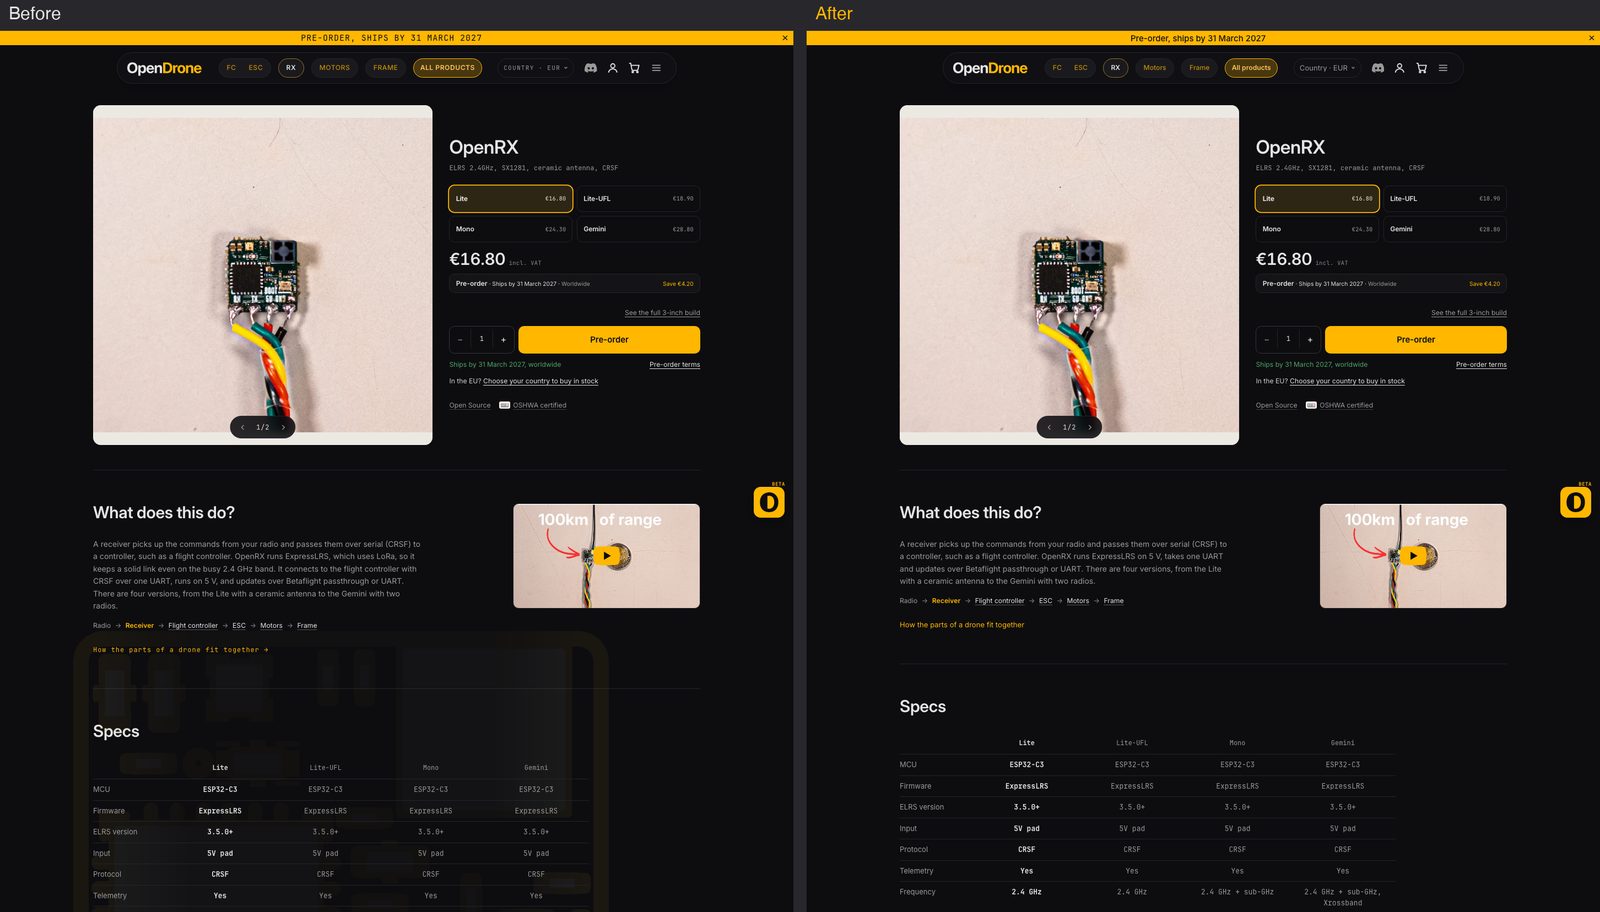 Before
PRE-ORDER, SHIPS BY 31 MARCH 2027
×
OpenDrone
FC
ESC
RX
MOTORS
FRAME
ALL PRODUCTS
COUNTRY · EUR
OpenRX
ELRS 2.4GHz, SX1281, ceramic antenna, CRSF
Lite €16.80
Lite-UFL €18.90
Mono €24.30
Gemini €28.80
€16.80 incl. VAT
Pre-order · Ships by 31 March 2027 · Worldwide Save €4.20
See the full 3-inch build
− 1 +
Pre-order
Ships by 31 March 2027, worldwide
Pre-order terms
In the EU? Choose your country to buy in stock
Open Source
OSHWA certified
‹ 1/2 ›
BETA
What does this do?
A receiver picks up the commands from your radio and passes them over serial (CRSF) to
a controller, such as a flight controller. OpenRX runs ExpressLRS, which uses LoRa, so it
keeps a solid link even on the busy 2.4 GHz band. It connects to the flight controller with
CRSF over one UART, runs on 5 V, and updates over Betaflight passthrough or UART.
There are four versions, from the Lite with a ceramic antenna to the Gemini with two
radios.
Radio → Receiver → Flight controller → ESC → Motors → Frame
How the parts of a drone fit together →
100km of range
Specs
Lite Lite-UFL Mono Gemini
MCU ESP32-C3 ESP32-C3 ESP32-C3 ESP32-C3
Firmware ExpressLRS ExpressLRS ExpressLRS ExpressLRS
ELRS version 3.5.0+ 3.5.0+ 3.5.0+ 3.5.0+
Input 5V pad 5V pad 5V pad 5V pad
Protocol CRSF CRSF CRSF CRSF
Telemetry Yes Yes Yes Yes
After
Pre-order, ships by 31 March 2027
×
OpenDrone
FC
ESC
RX
Motors
Frame
All products
Country · EUR
OpenRX
ELRS 2.4GHz, SX1281, ceramic antenna, CRSF
Lite €16.80
Lite-UFL €18.90
Mono €24.30
Gemini €28.80
€16.80 incl. VAT
Pre-order · Ships by 31 March 2027 · Worldwide Save €4.20
See the full 3-inch build
− 1 +
Pre-order
Ships by 31 March 2027, worldwide
Pre-order terms
In the EU? Choose your country to buy in stock
Open Source
OSHWA certified
‹ 1/2 ›
BETA
What does this do?
A receiver picks up the commands from your radio and passes them over serial (CRSF) to
a controller, such as a flight controller. OpenRX runs ExpressLRS on 5 V, takes one UART
and updates over Betaflight passthrough or UART. There are four versions, from the Lite
with a ceramic antenna to the Gemini with two radios.
Radio → Receiver → Flight controller → ESC → Motors → Frame
How the parts of a drone fit together
100km of range
Specs
Lite Lite-UFL Mono Gemini
MCU ESP32-C3 ESP32-C3 ESP32-C3 ESP32-C3
Firmware ExpressLRS ExpressLRS ExpressLRS ExpressLRS
ELRS version 3.5.0+ 3.5.0+ 3.5.0+ 3.5.0+
Input 5V pad 5V pad 5V pad 5V pad
Protocol CRSF CRSF CRSF CRSF
Telemetry Yes Yes Yes Yes
Frequency 2.4 GHz 2.4 GHz 2.4 GHz + sub-GHz 2.4 GHz + sub-GHz,
Xrossband